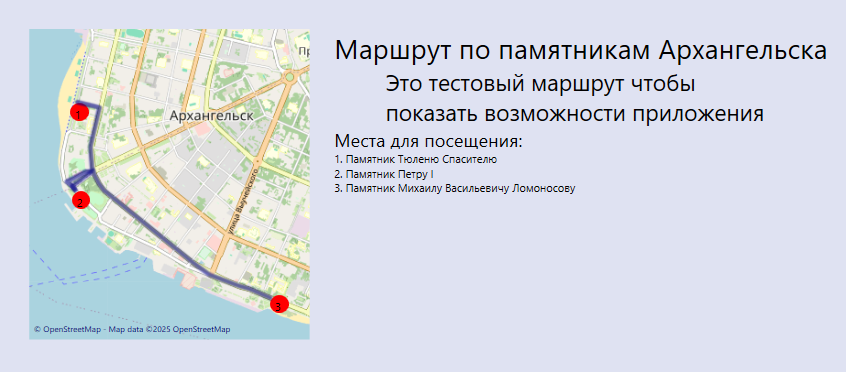 Маршрут по памятникам Архангельска
Это тестовый маршрут чтобы
показать возможности приложения
Места для посещения:
1. Памятник Тюленю Спасителю
2. Памятник Петру I
3. Памятник Михаилу Васильевичу Ломоносову
Пр
1
Архангельск
улица Выучейского
2
3
© OpenStreetMap - Map data ©2025 OpenStreetMap